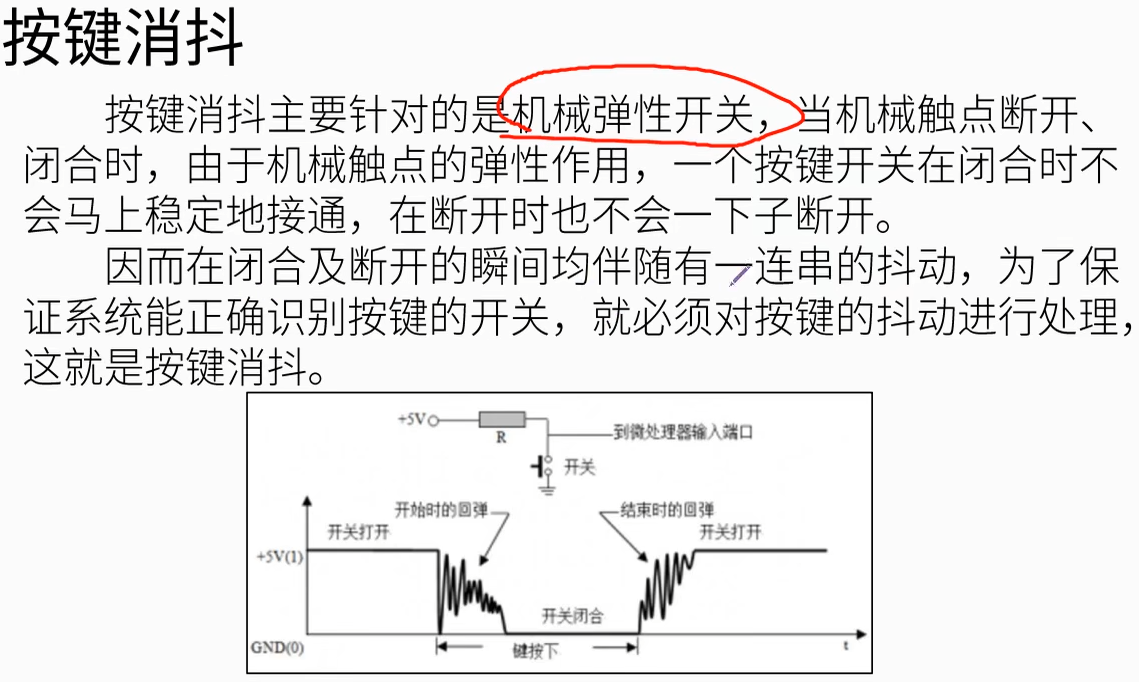 按键消抖
按键消抖主要针对的是机械弹性开关，当机械触点断开、
闭合时，由于机械触点的弹性作用，一个按键开关在闭合时不
会马上稳定地接通，在断开时也不会一下子断开。
因而在闭合及断开的瞬间均伴随有一连串的抖动，为了保
证系统能正确识别按键的开关，就必须对按键的抖动进行处理，
这就是按键消抖。
+5V
R
到微处理器输入端口
开关
开始时的回弹
结束时的回弹
开关打开
开关打开
+5V(1)
开关闭合
GND(0)
键按下
t